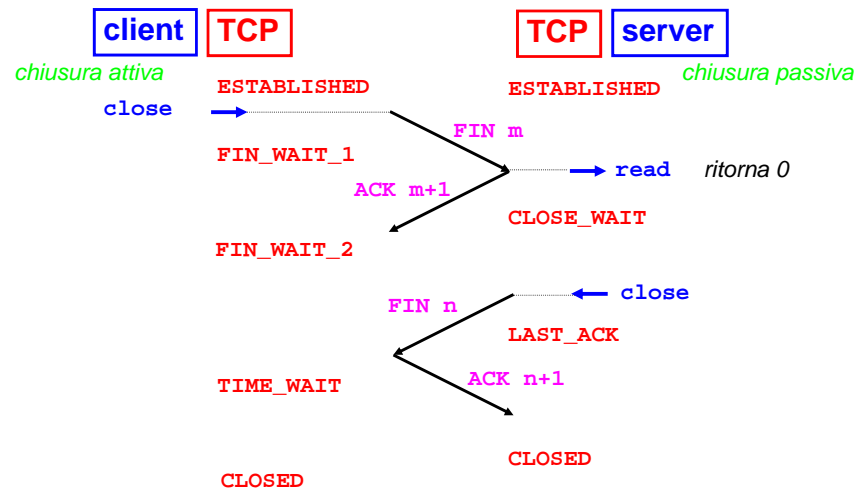 client TCP TCP server
chiusura attiva chiusura passiva
ESTABLISHED ESTABLISHED
close
FIN m
FIN_WAIT_1
read ritorna 0
ACK m+1
CLOSE_WAIT
FIN_WAIT_2
close
FIN n
LAST_ACK
TIME_WAIT ACK n+1
CLOSED
CLOSED